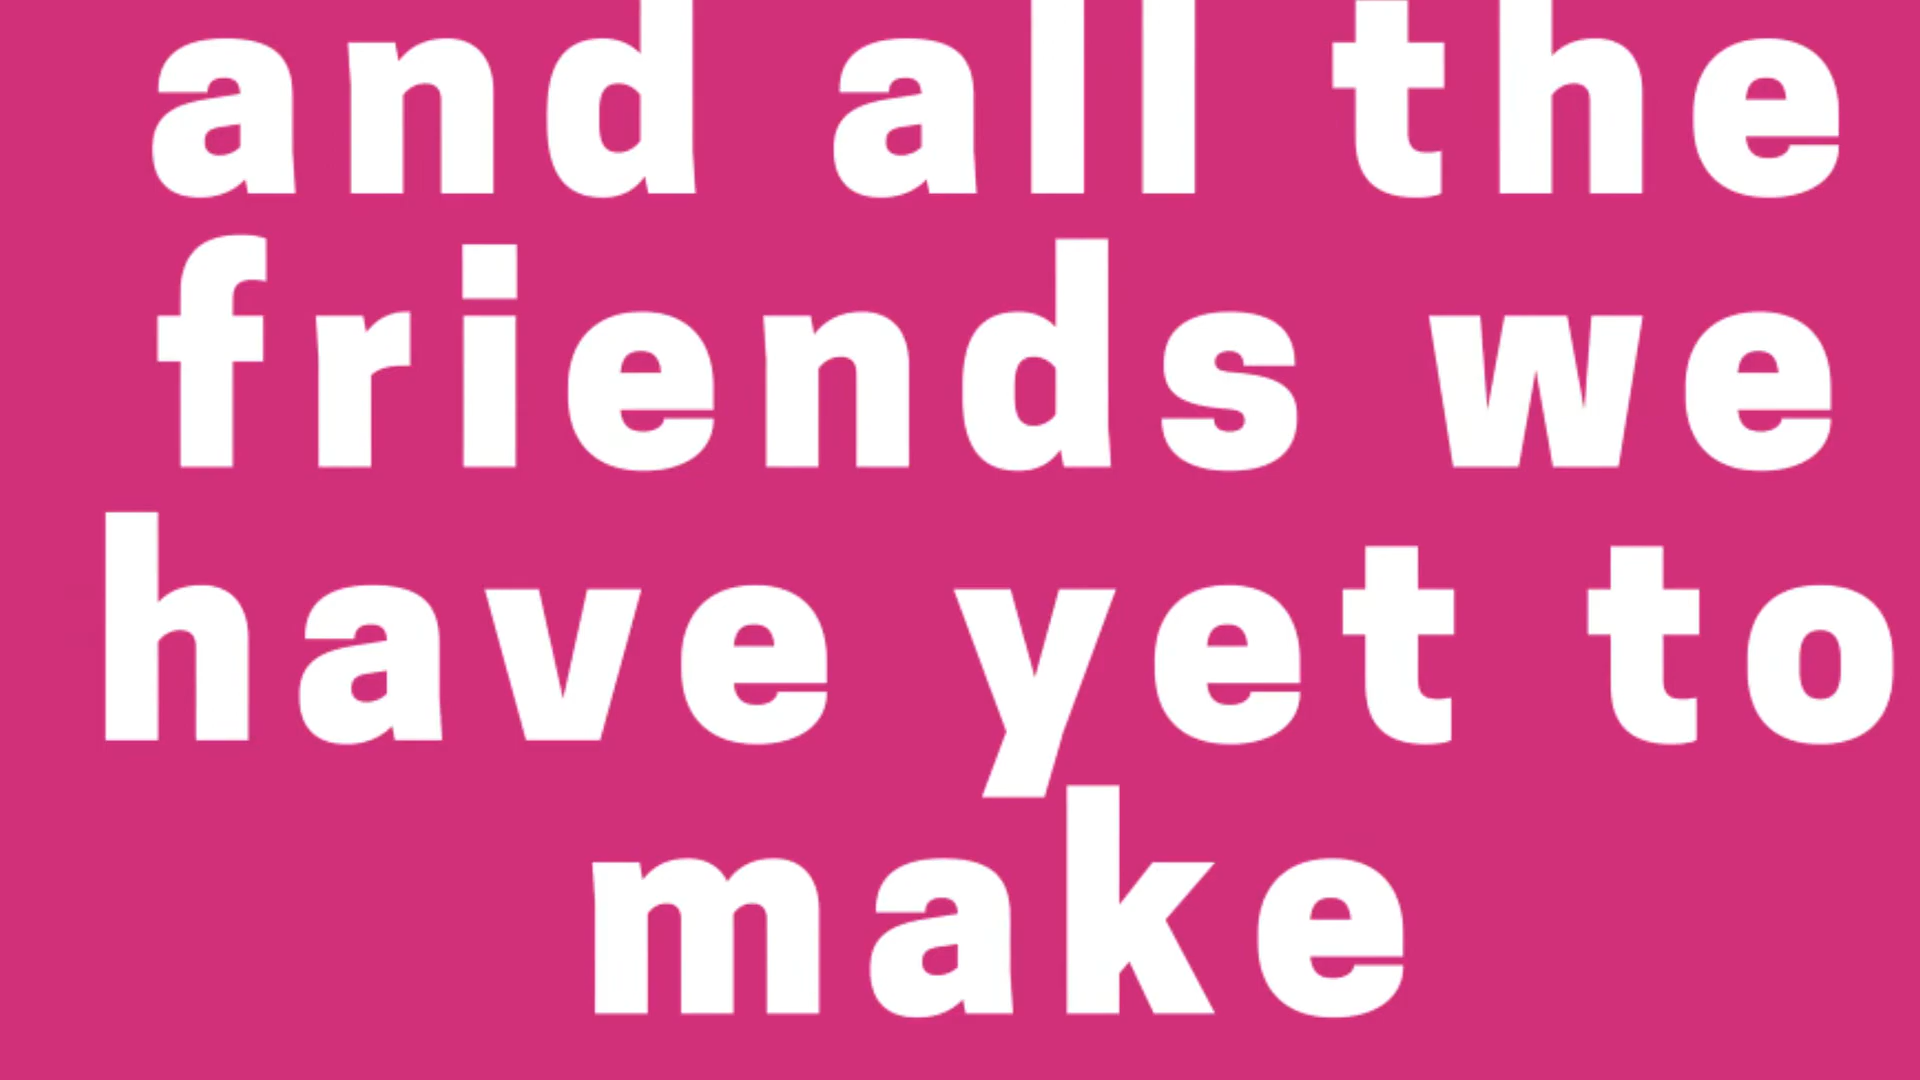 and all the
friends we
have yet to
make